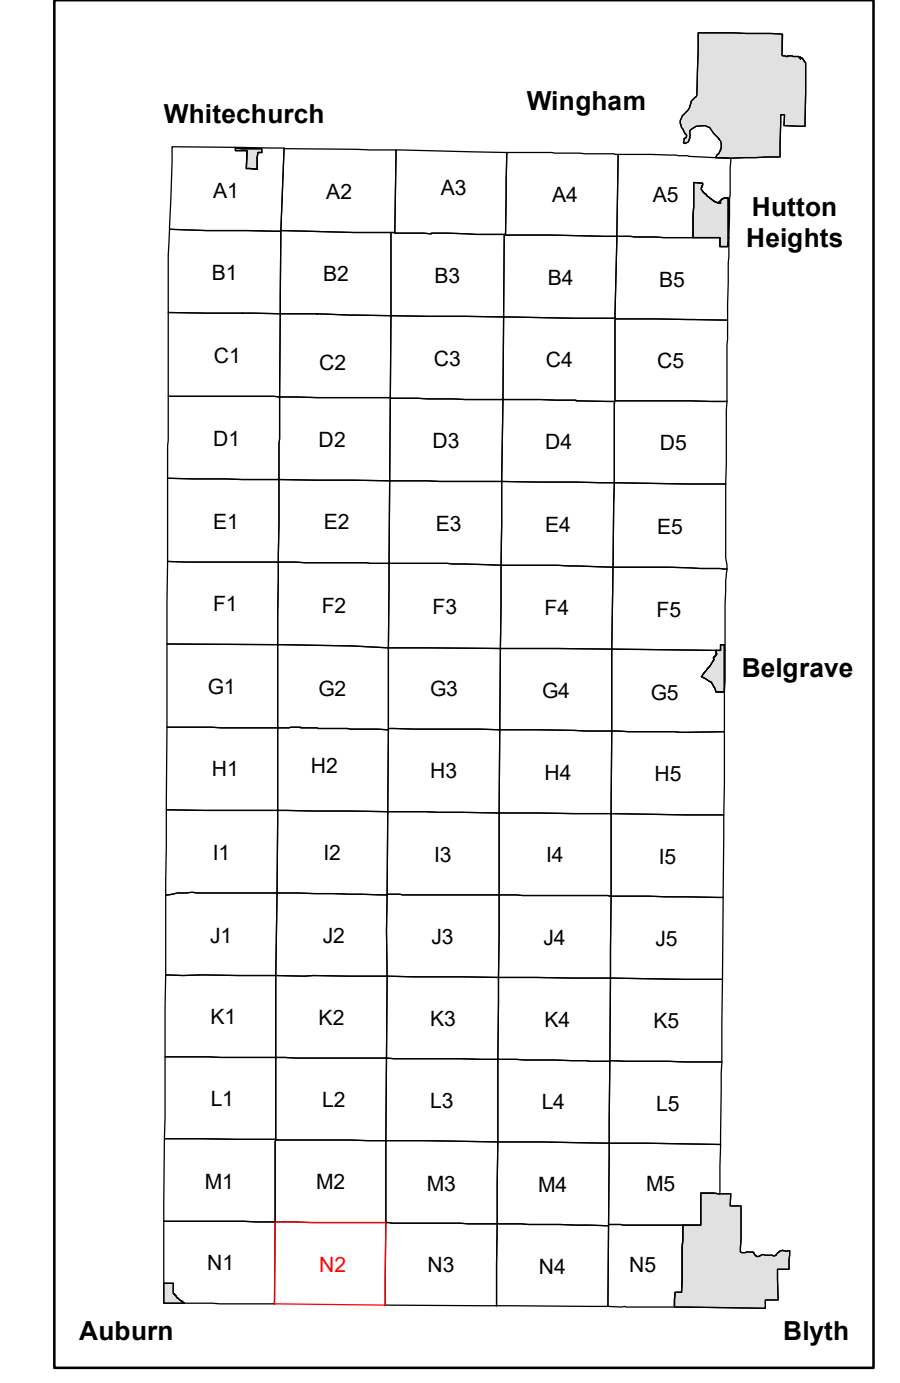 Whitechurch
Wingham
A1 A2 A3 A4 A5
Hutton
Heights
B1 B2 B3 B4 B5
C1 C2 C3 C4 C5
D1 D2 D3 D4 D5
E1 E2 E3 E4 E5
F1 F2 F3 F4 F5
Belgrave
G1 G2 G3 G4 G5
H1 H2 H3 H4 H5
I1 I2 I3 I4 I5
J1 J2 J3 J4 J5
K1 K2 K3 K4 K5
L1 L2 L3 L4 L5
M1 M2 M3 M4 M5
N1 N2 N3 N4 N5
Auburn
Blyth